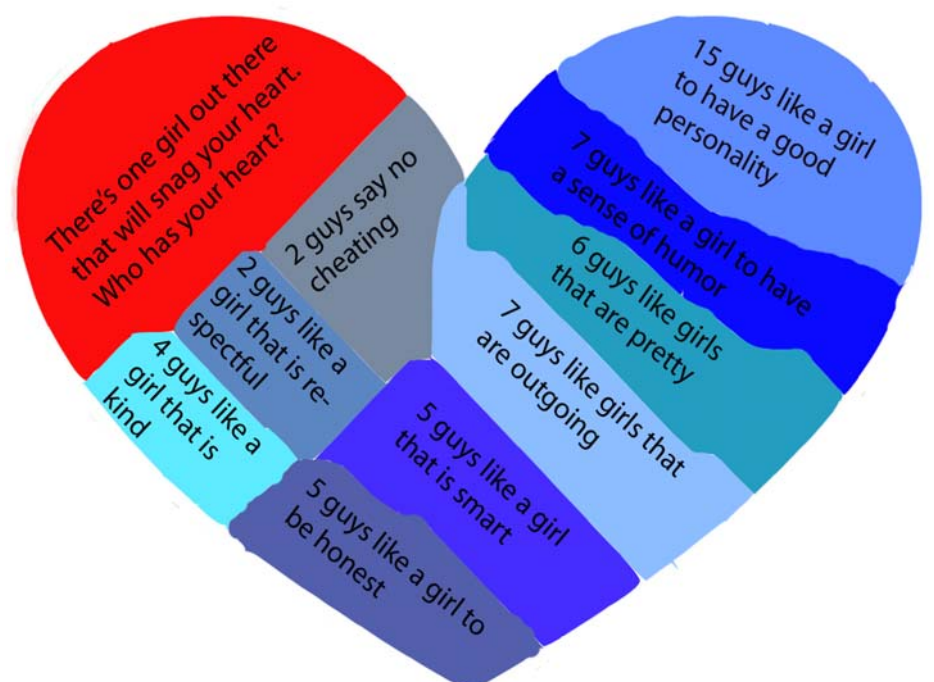 There's one girl out there
that will snag your heart.
Who has your heart?
2 guys say no
cheating
2 guys like a
girl that is re-
spectful
4 guys like a
girl that is
kind
15 guys like a girl
to have a good
personality
7 guys like a girl to have
a sense of humor
6 guys like girls
that are pretty
7 guys like girls that
are outgoing
5 guys like a girl
that is smart
5 guys like a girl to
be honest